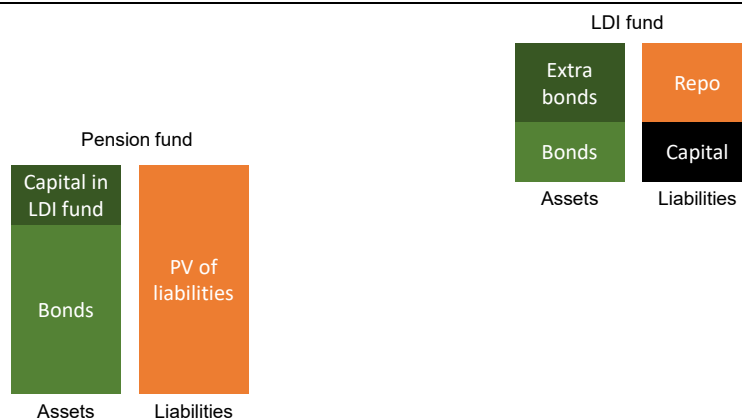 LDI fund
Extra
bonds
Repo
Bonds
Capital
Assets
Liabilities
Pension fund
Capital in
LDI fund
PV of
liabilities
Bonds
Assets
Liabilities